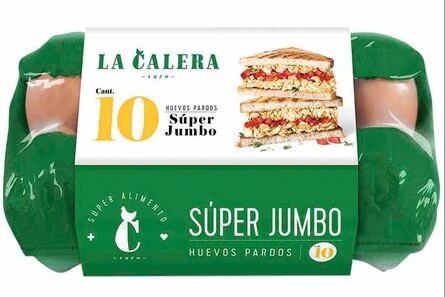 LA CALERA
1970
Cant.
10
HUEVOS PARDOS
Súper
Jumbo
SÚPER ALIMENTO
C
1970
SÚPER JUMBO
HUEVOS PARDOS
10